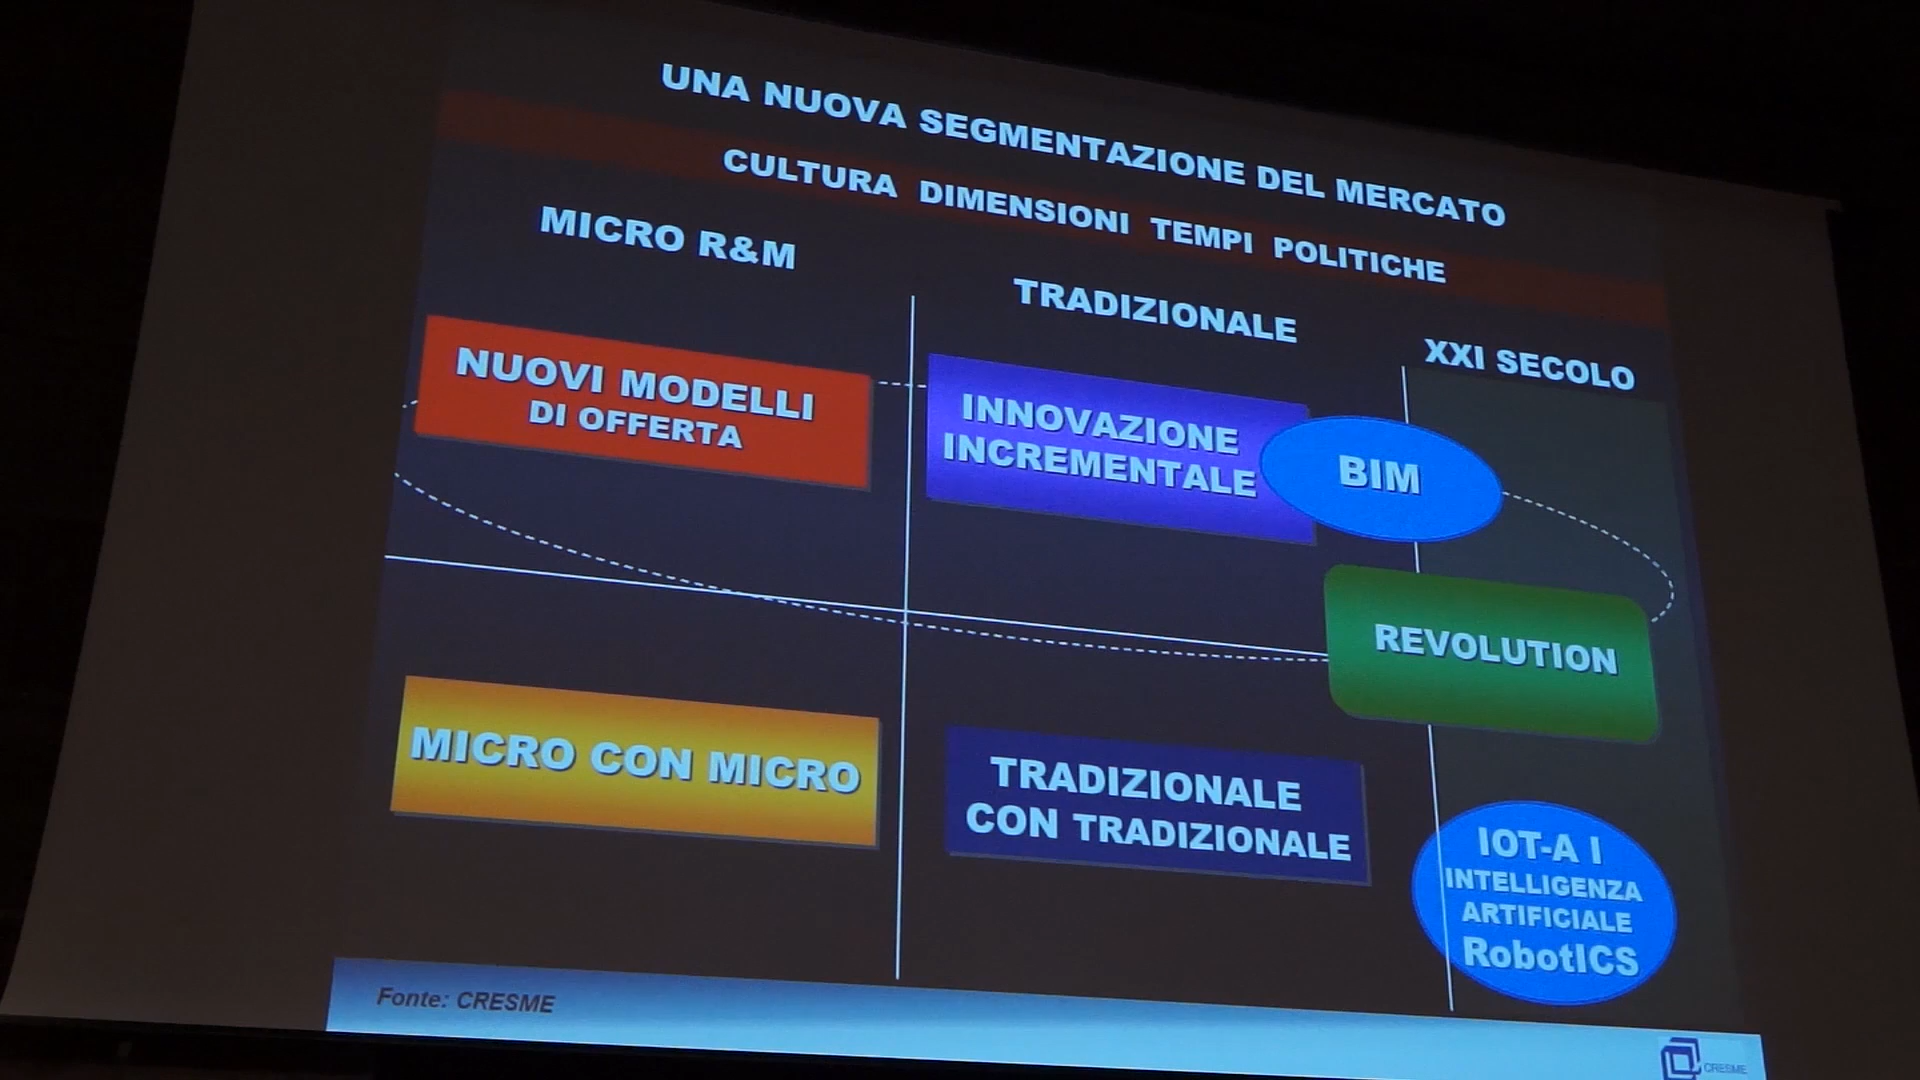 UNA NUOVA SEGMENTAZIONE DEL MERCATO
CULTURA DIMENSIONI TEMPI POLITICHE
MICRO R&M
TRADIZIONALE
XXI SECOLO
NUOVI MODELLI
DI OFFERTA
INNOVAZIONE
INCREMENTALE
BIM
REVOLUTION
MICRO CON MICRO
TRADIZIONALE
CON TRADIZIONALE
IOT-A I
INTELLIGENZA
ARTIFICIALE
RobotICS
Fonte: CRESME
CRESME